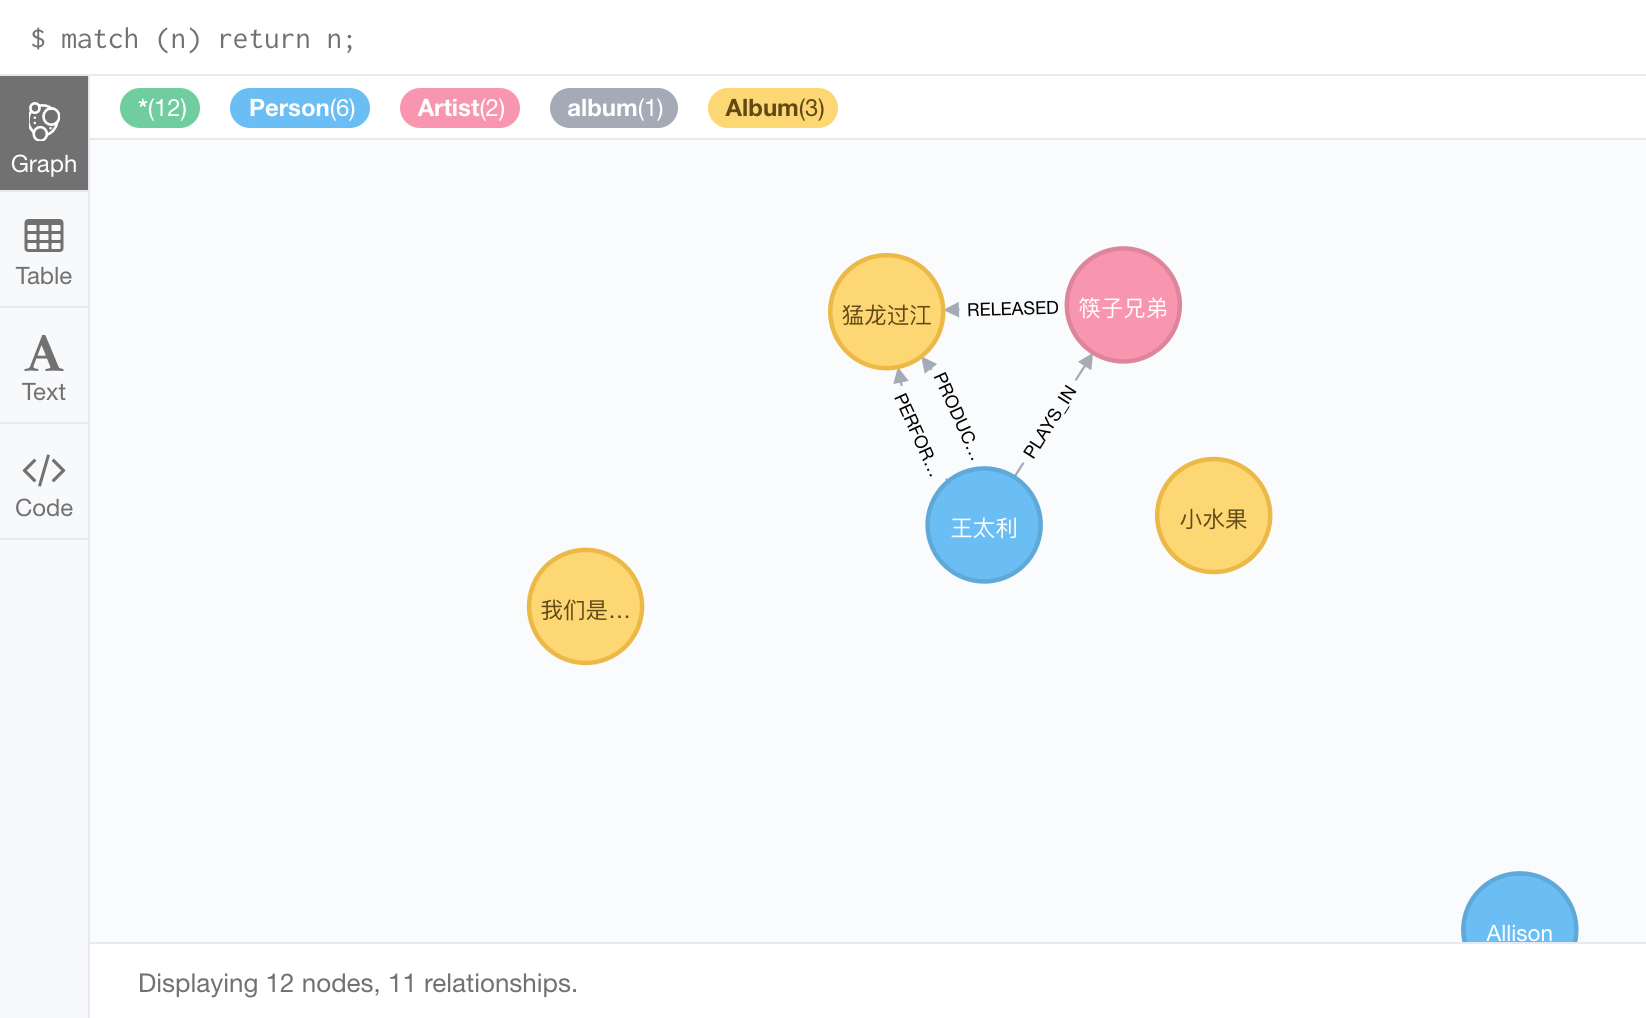 $ match (n) return n;
*(12) Person(6) Artist(2) album(1) Album(3)
Graph
Table
Text
Code
猛龙过江
RELEASED
筷子兄弟
PERFOR...
PRODUC...
PLAYS_IN
王太利
小水果
我们是...
Allison
Displaying 12 nodes, 11 relationships.